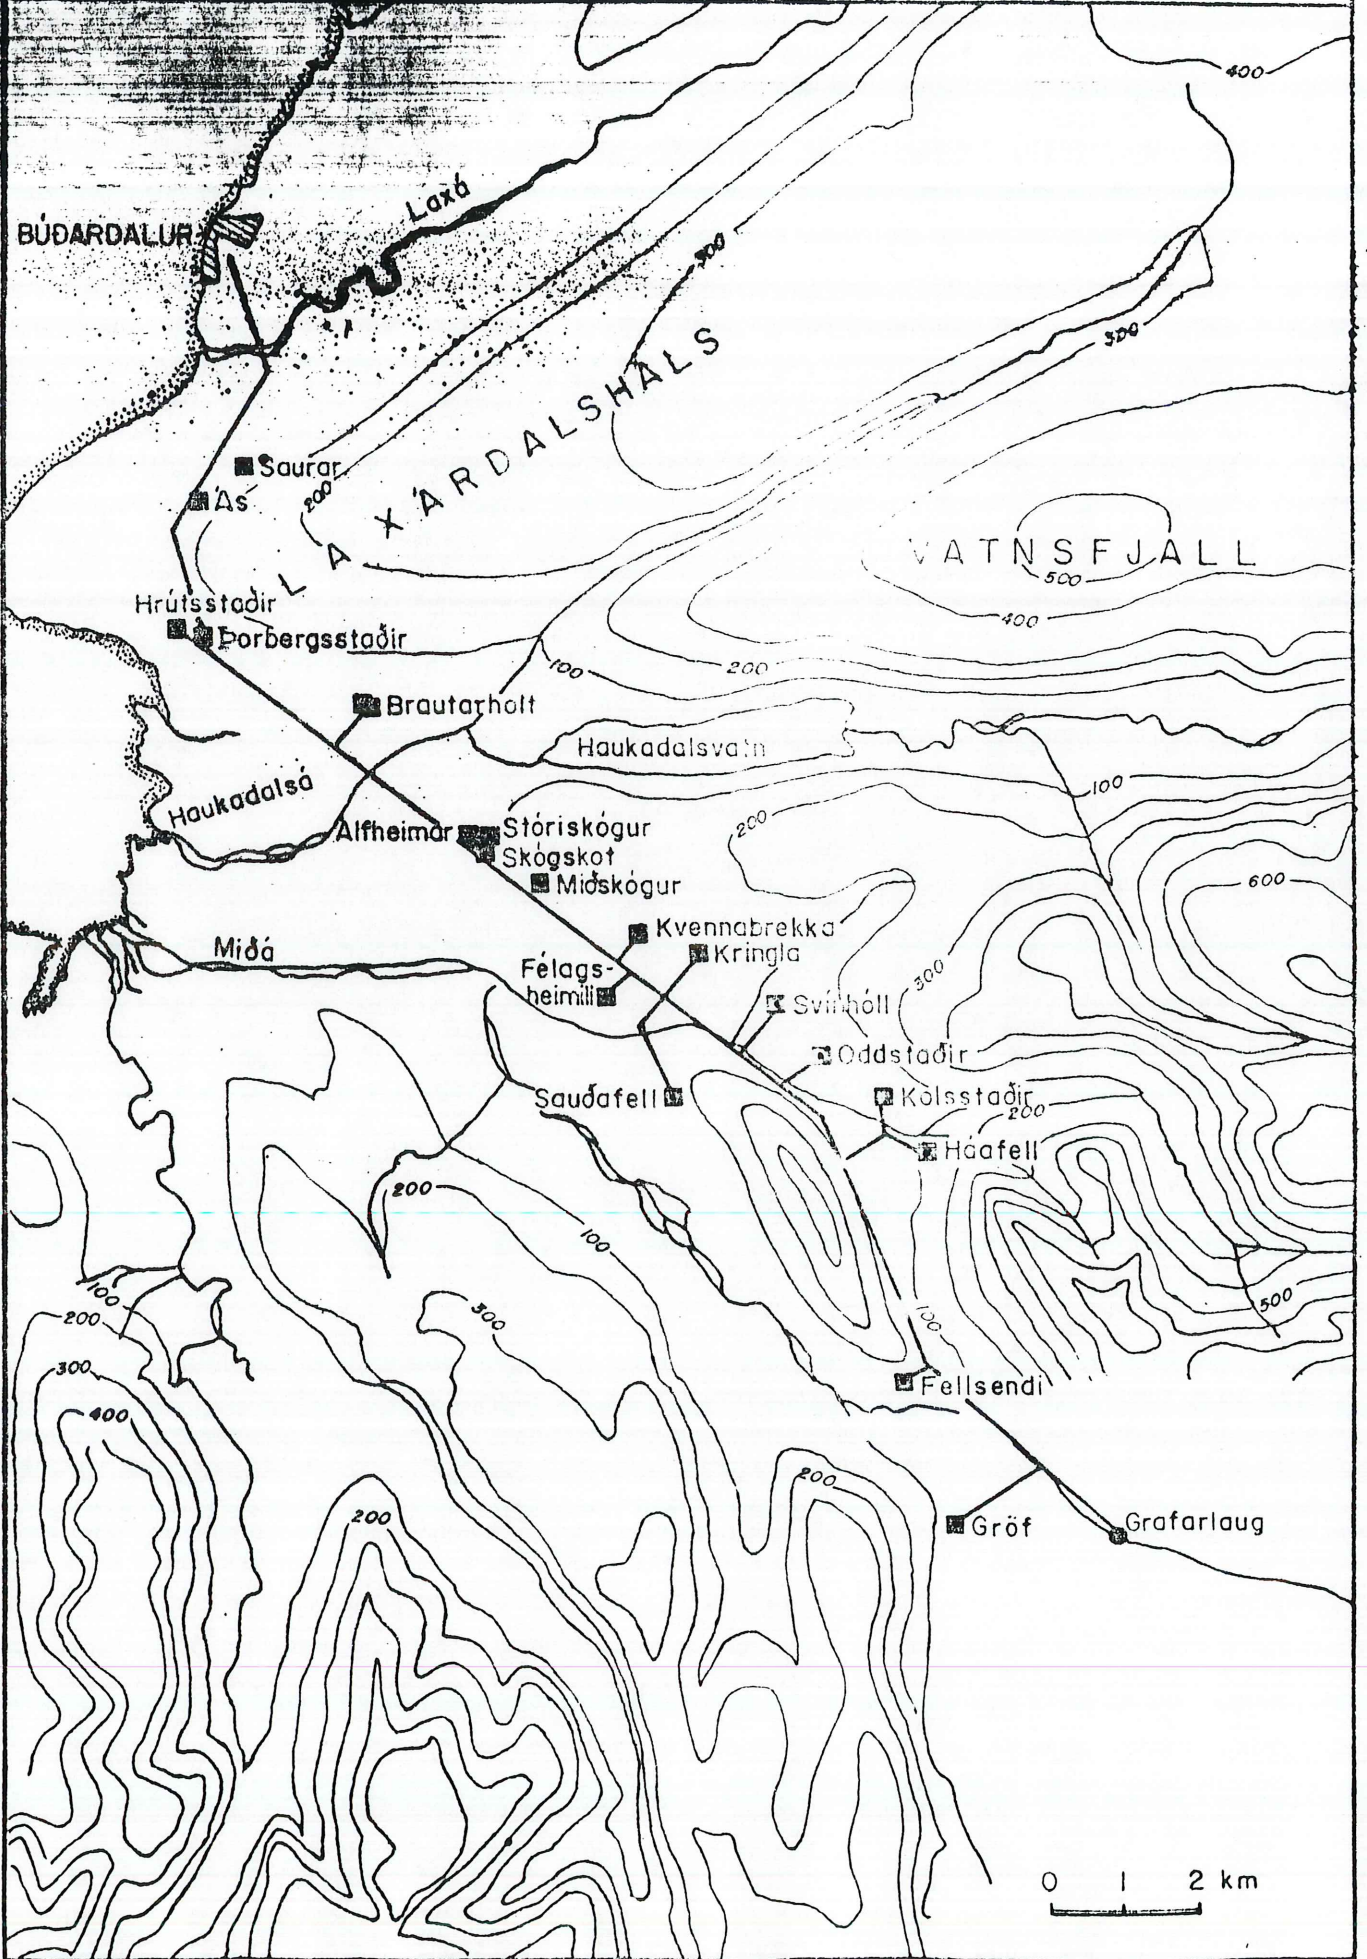 400
Laxá
BÚÐARDALUR
300
300
LAXÁRDALSHÁLS
Saurar
200
Ás
VATNSFJALL
500
Hrútsstaðir
400
Þorbergsstaðir
100
200
Brautarholt
Haukadalsvatn
Haukadalsá
100
200
Álfheimar
Stóriskógur
Skógskot
Miðskógur
600
Kvennabrekka
Kringla
Miðá
Félags-
heimili
300
Svínhóll
Oddstaðir
Sauðafell
Kolsstaðir
200
Háafell
200
100
100
200
300
100
500
300
Fellsendi
400
200
200
Gröf
Grafarlaug
0 1 2 km